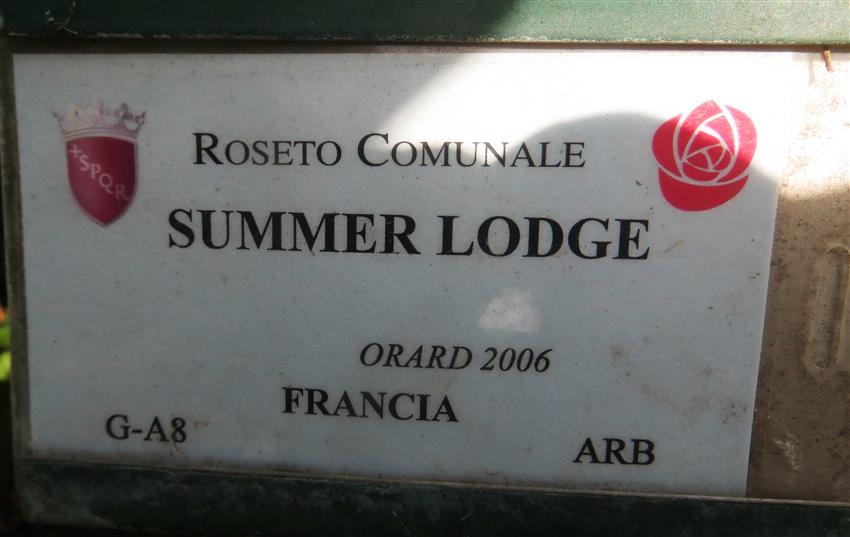 SPQR
ROSETO COMUNALE
SUMMER LODGE
ORARD 2006
FRANCIA
G-A8
ARB